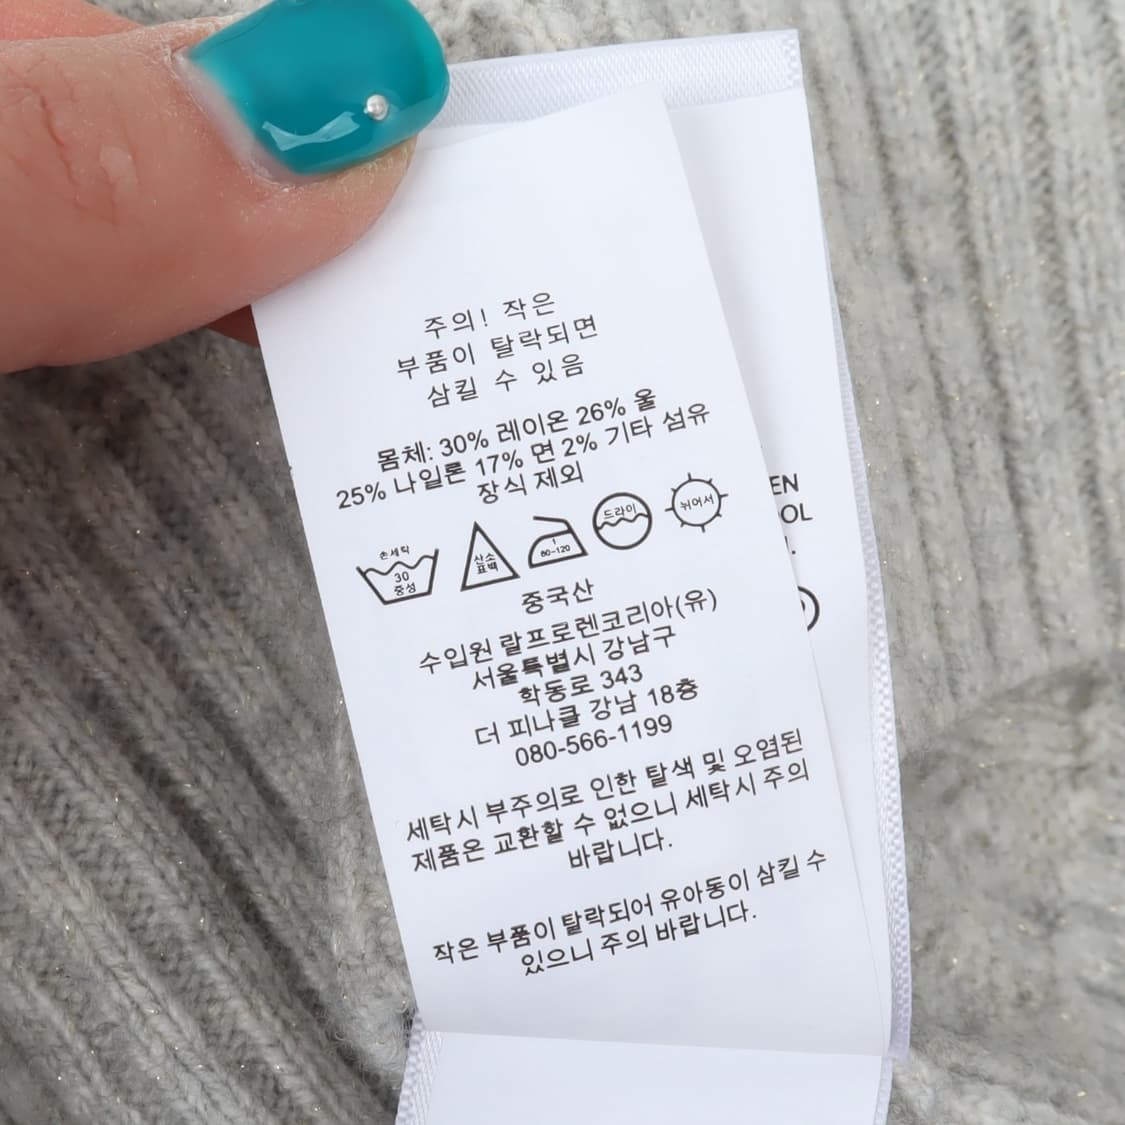 주의! 작은
부품이 탈락되면
삼킬 수 있음
몸체: 30% 레이온 26% 울
25% 나일론 17% 면 2% 기타 섬유
장식 제외
손세탁
30
중성
산소
표백
1
80-120
드라이
뉘어서
중국산
수입원 랄프로렌코리아(유)
서울특별시 강남구
학동로 343
더 피나클 강남 18층
080-566-1199
세탁시 부주의로 인한 탈색 및 오염된
제품은 교환할 수 없으니 세탁시 주의
바랍니다.
작은 부품이 탈락되어 유아동이 삼킬 수
있으니 주의 바랍니다.
EN
OL